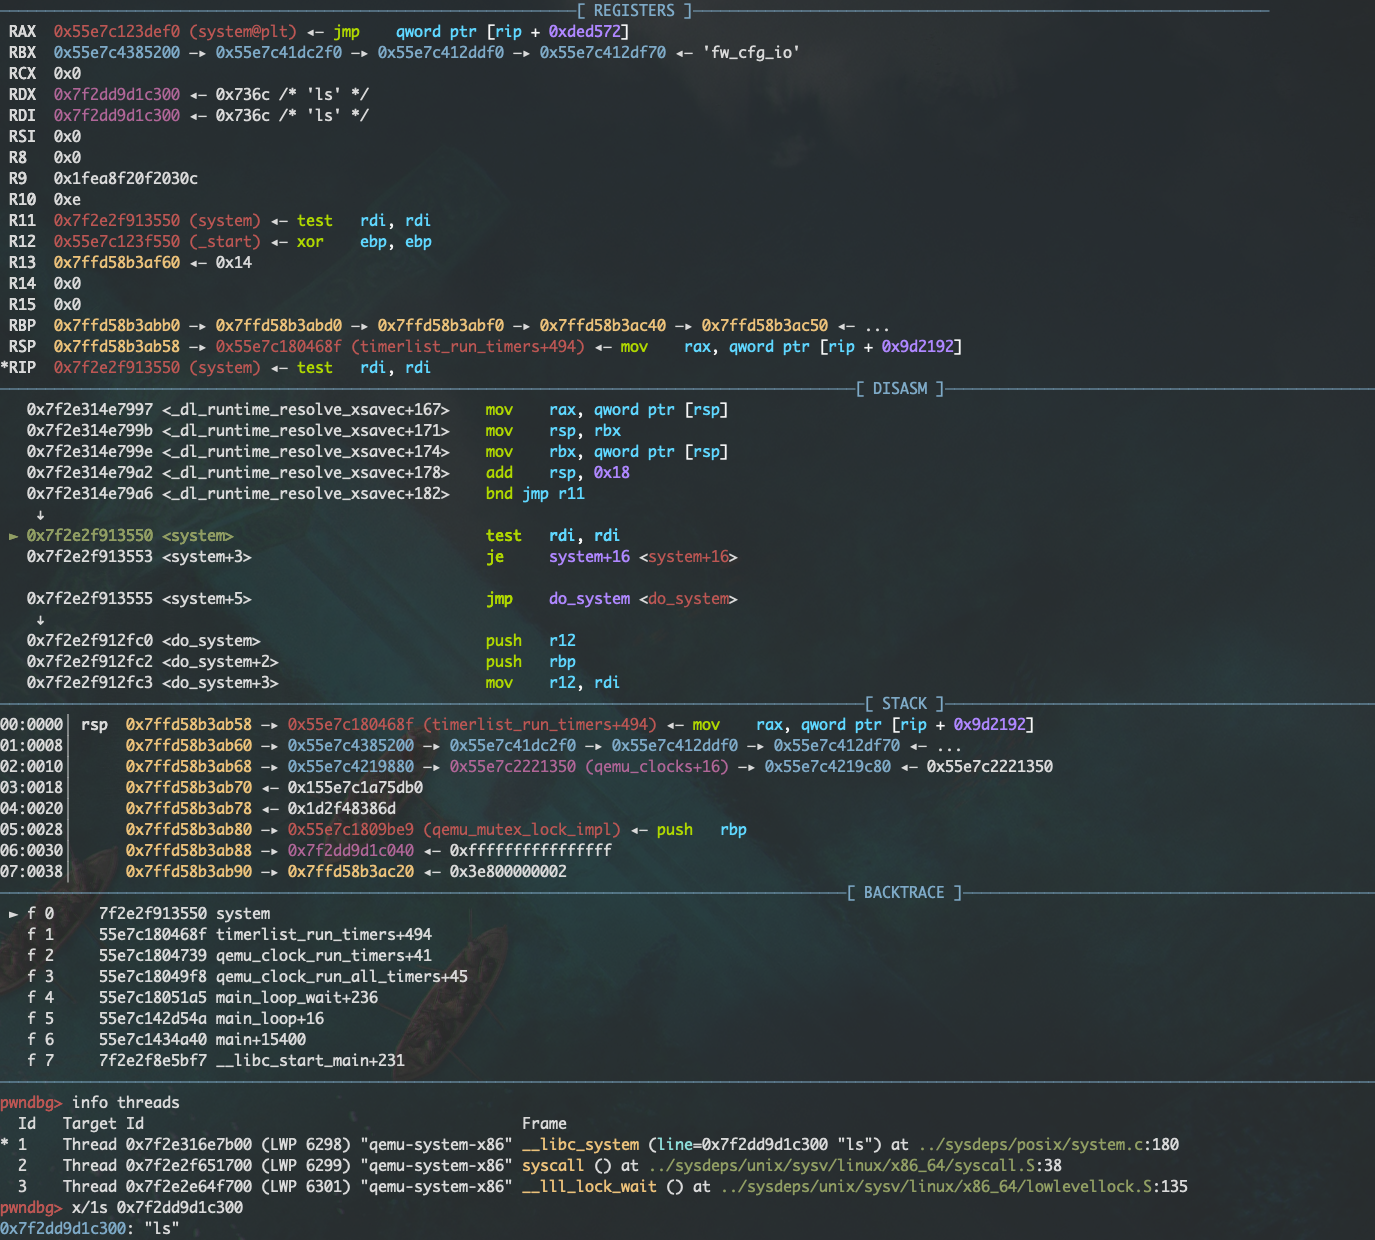 [ REGISTERS ]
RAX 0x55e7c123def0 (system@plt) ◂— jmp qword ptr [rip + 0xded572]
RBX 0x55e7c4385200 —▸ 0x55e7c41dc2f0 —▸ 0x55e7c412ddf0 —▸ 0x55e7c412df70 ◂— 'fw_cfg_io'
RCX 0x0
RDX 0x7f2dd9d1c300 ◂— 0x736c /* 'ls' */
RDI 0x7f2dd9d1c300 ◂— 0x736c /* 'ls' */
RSI 0x0
R8 0x0
R9 0x1fea8f20f2030c
R10 0xe
R11 0x7f2e2f913550 (system) ◂— test rdi, rdi
R12 0x55e7c123f550 (_start) ◂— xor ebp, ebp
R13 0x7ffd58b3af60 ◂— 0x14
R14 0x0
R15 0x0
RBP 0x7ffd58b3abb0 —▸ 0x7ffd58b3abd0 —▸ 0x7ffd58b3abf0 —▸ 0x7ffd58b3ac40 —▸ 0x7ffd58b3ac50 ◂— ...
RSP 0x7ffd58b3ab58 —▸ 0x55e7c180468f (timerlist_run_timers+494) ◂— mov rax, qword ptr [rip + 0x9d2192]
*RIP 0x7f2e2f913550 (system) ◂— test rdi, rdi
[ DISASM ]
0x7f2e314e7997 <_dl_runtime_resolve_xsavec+167> mov rax, qword ptr [rsp]
0x7f2e314e799b <_dl_runtime_resolve_xsavec+171> mov rsp, rbx
0x7f2e314e799e <_dl_runtime_resolve_xsavec+174> mov rbx, qword ptr [rsp]
0x7f2e314e79a2 <_dl_runtime_resolve_xsavec+178> add rsp, 0x18
0x7f2e314e79a6 <_dl_runtime_resolve_xsavec+182> bnd jmp r11
↓
► 0x7f2e2f913550 <system> test rdi, rdi
0x7f2e2f913553 <system+3> je system+16 <system+16>
0x7f2e2f913555 <system+5> jmp do_system <do_system>
↓
0x7f2e2f912fc0 <do_system> push r12
0x7f2e2f912fc2 <do_system+2> push rbp
0x7f2e2f912fc3 <do_system+3> mov r12, rdi
[ STACK ]
00:0000│ rsp 0x7ffd58b3ab58 —▸ 0x55e7c180468f (timerlist_run_timers+494) ◂— mov rax, qword ptr [rip + 0x9d2192]
01:0008│ 0x7ffd58b3ab60 —▸ 0x55e7c4385200 —▸ 0x55e7c41dc2f0 —▸ 0x55e7c412ddf0 —▸ 0x55e7c412df70 ◂— ...
02:0010│ 0x7ffd58b3ab68 —▸ 0x55e7c4219880 —▸ 0x55e7c2221350 (qemu_clocks+16) —▸ 0x55e7c4219c80 ◂— 0x55e7c2221350
03:0018│ 0x7ffd58b3ab70 ◂— 0x155e7c1a75db0
04:0020│ 0x7ffd58b3ab78 ◂— 0x1d2f48386d
05:0028│ 0x7ffd58b3ab80 —▸ 0x55e7c1809be9 (qemu_mutex_lock_impl) ◂— push rbp
06:0030│ 0x7ffd58b3ab88 —▸ 0x7f2dd9d1c040 ◂— 0xffffffffffffffff
07:0038│ 0x7ffd58b3ab90 —▸ 0x7ffd58b3ac20 ◂— 0x3e800000002
[ BACKTRACE ]
► f 0 7f2e2f913550 system
f 1 55e7c180468f timerlist_run_timers+494
f 2 55e7c1804739 qemu_clock_run_timers+41
f 3 55e7c18049f8 qemu_clock_run_all_timers+45
f 4 55e7c18051a5 main_loop_wait+236
f 5 55e7c142d54a main_loop+16
f 6 55e7c1434a40 main+15400
f 7 7f2e2f8e5bf7 __libc_start_main+231
pwndbg> info threads
Id Target Id Frame
* 1 Thread 0x7f2e316e7b00 (LWP 6298) "qemu-system-x86" __libc_system (line=0x7f2dd9d1c300 "ls") at ../sysdeps/posix/system.c:180
2 Thread 0x7f2e2f651700 (LWP 6299) "qemu-system-x86" syscall () at ../sysdeps/unix/sysv/linux/x86_64/syscall.S:38
3 Thread 0x7f2e2e64f700 (LWP 6301) "qemu-system-x86" __lll_lock_wait () at ../sysdeps/unix/sysv/linux/x86_64/lowlevellock.S:135
pwndbg> x/1s 0x7f2dd9d1c300
0x7f2dd9d1c300: "ls"